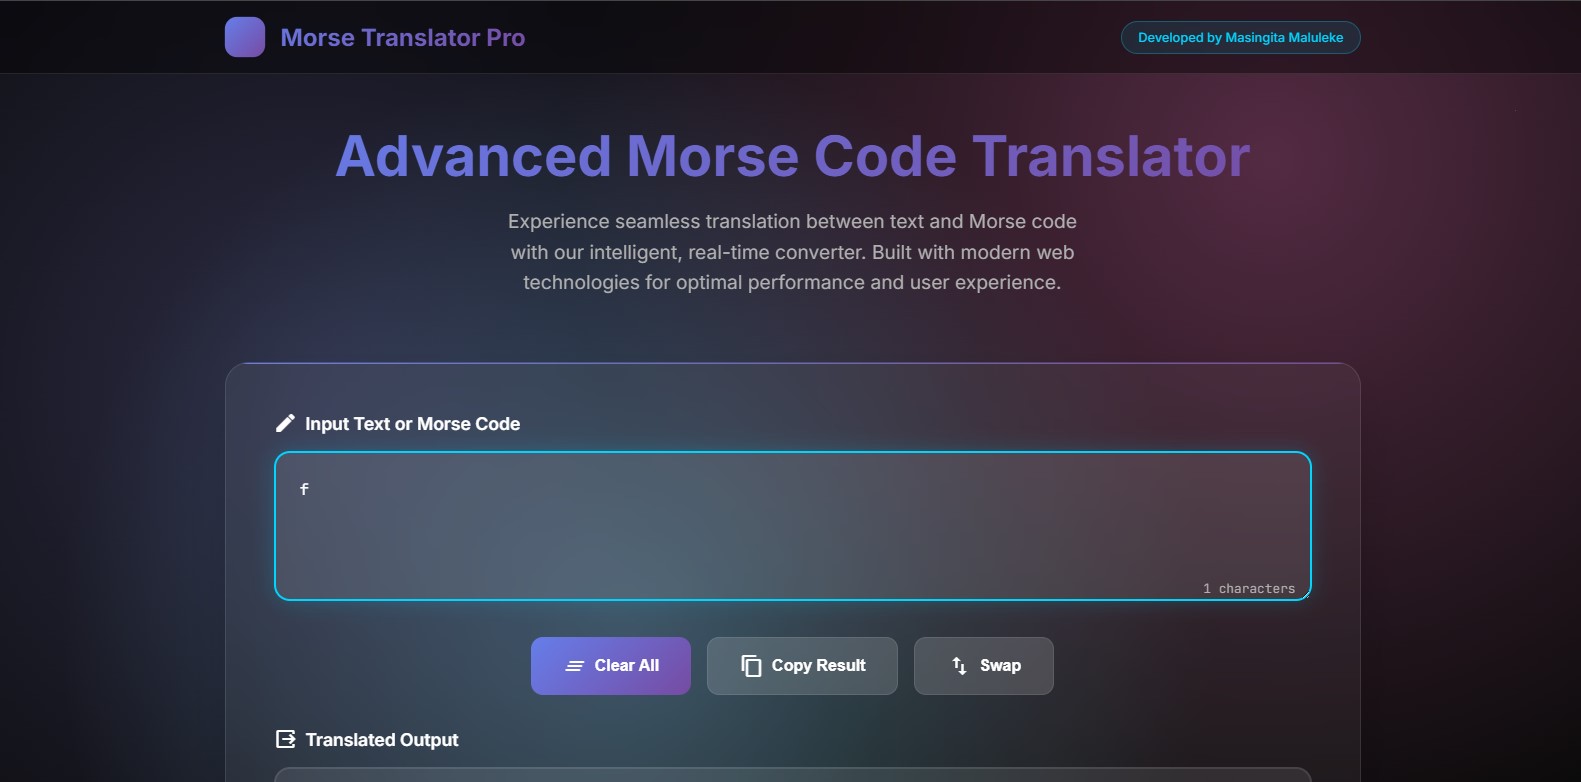 Morse Translator Pro
Developed by Masingita Maluleke
Advanced Morse Code Translator
Experience seamless translation between text and Morse code
with our intelligent, real-time converter. Built with modern web
technologies for optimal performance and user experience.
Input Text or Morse Code
f
1 characters
Clear All
Copy Result
Swap
Translated Output